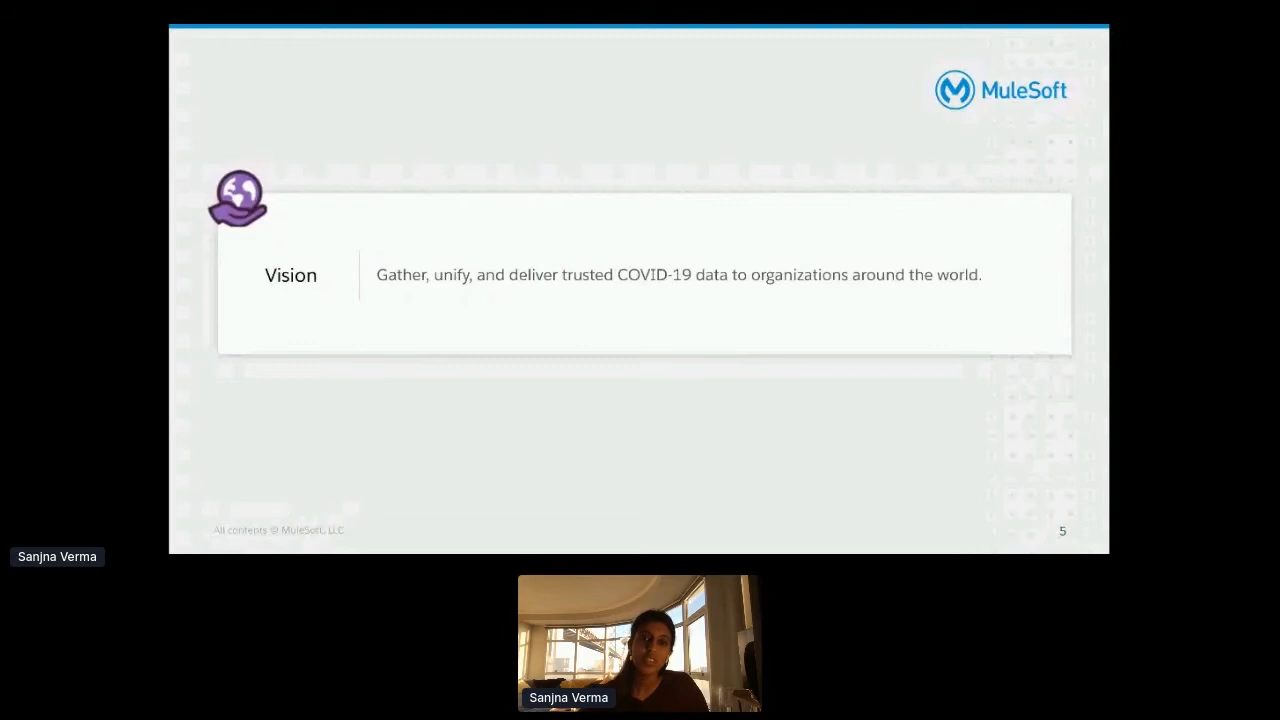 MuleSoft
Vision
Gather, unify, and deliver trusted COVID-19 data to organizations around the world.
All contents © MuleSoft, LLC
5
Sanjna Verma
Sanjna Verma